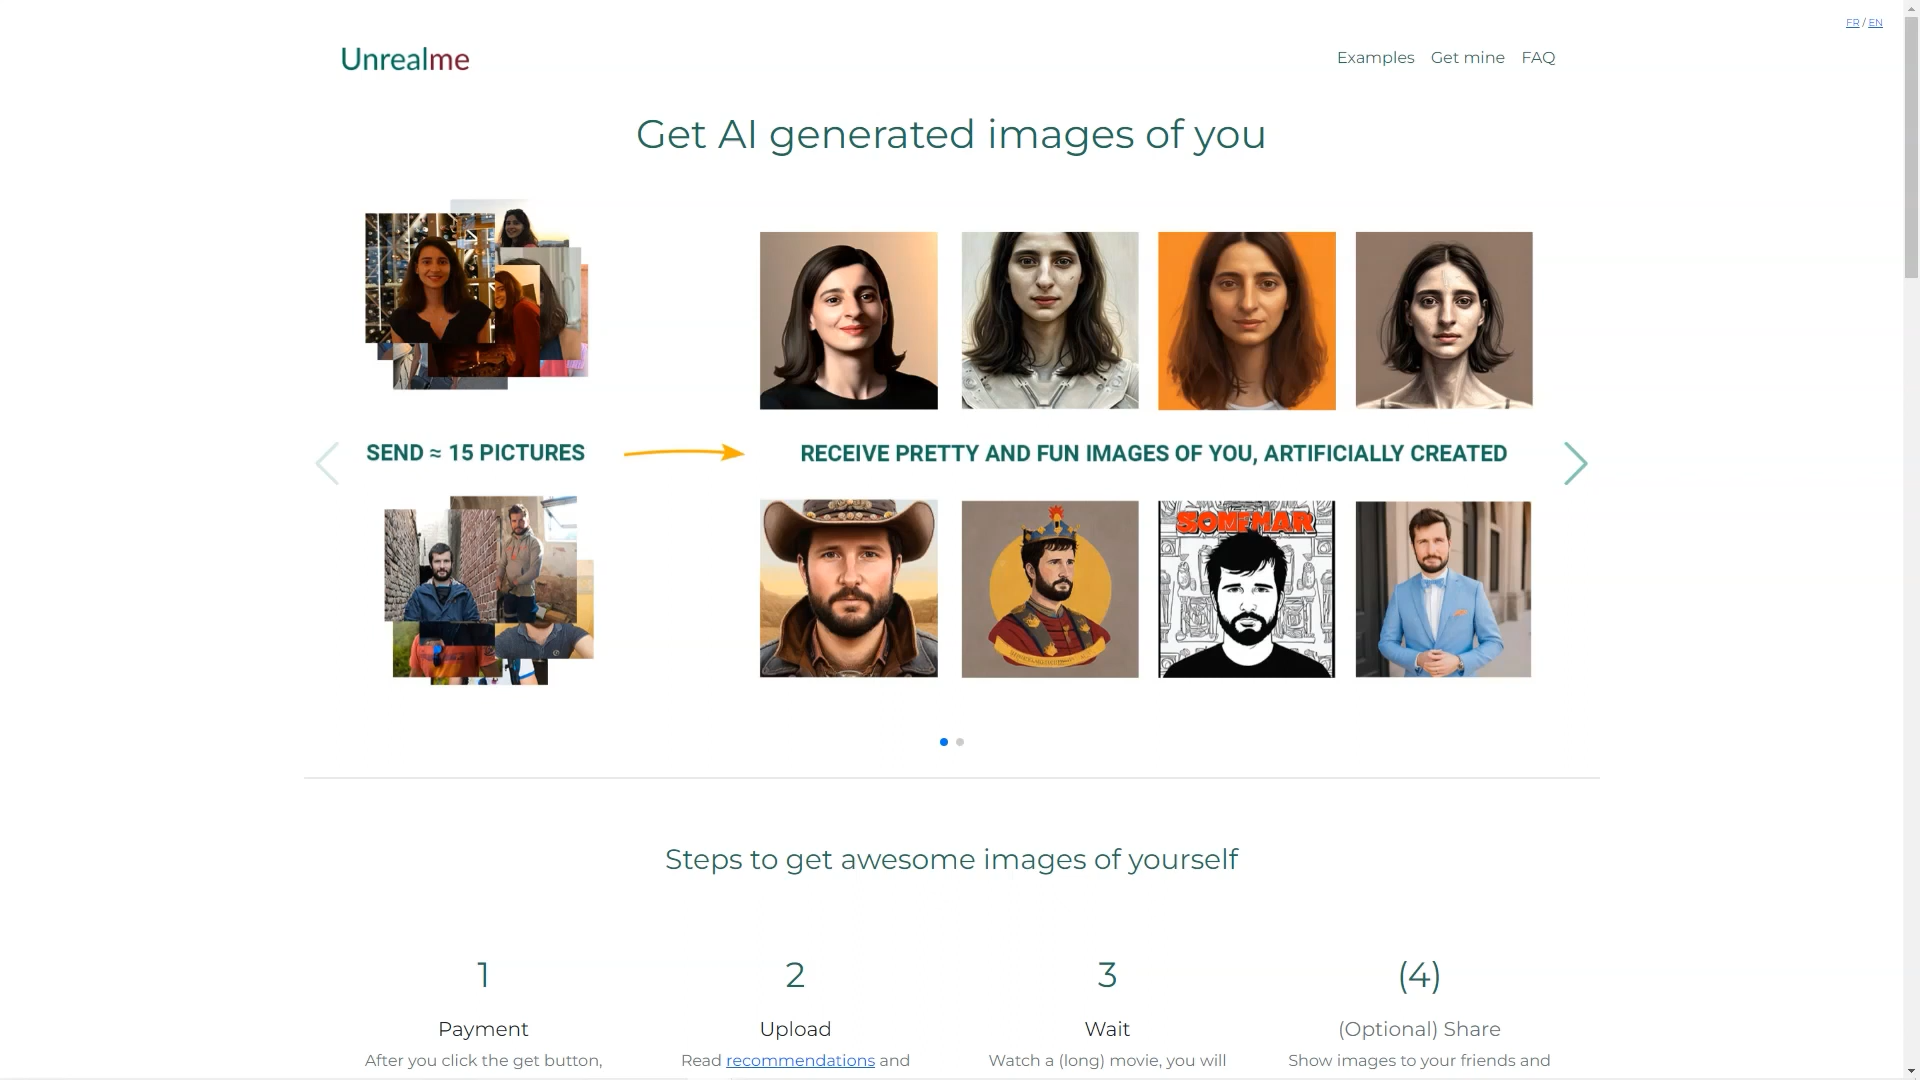 FR / EN
Unrealme
Examples Get mine FAQ
Get AI generated images of you
SEND ≈ 15 PICTURES
RECEIVE PRETTY AND FUN IMAGES OF YOU, ARTIFICIALLY CREATED
SOMEMAR
Steps to get awesome images of yourself
1
Payment
After you click the get button,
2
Upload
Read recommendations and
3
Wait
Watch a (long) movie, you will
(4)
(Optional) Share
Show images to your friends and